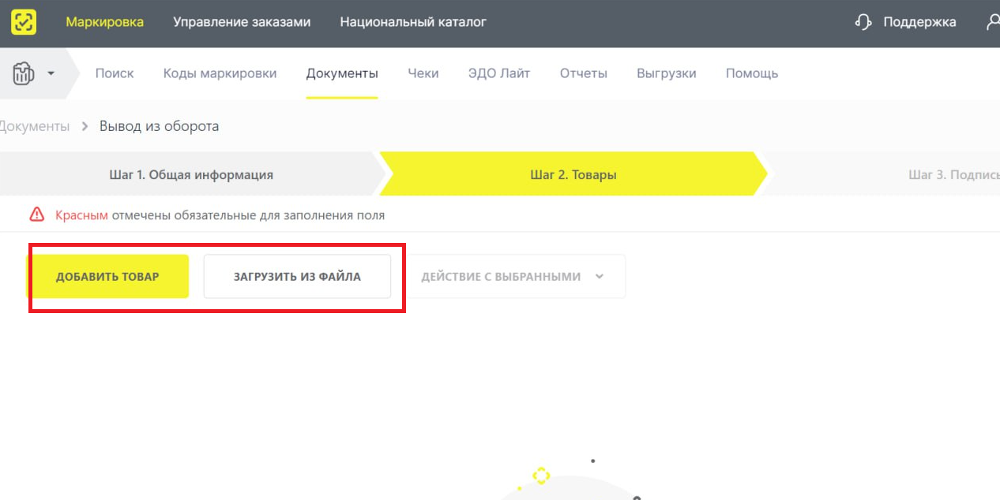 Маркировка Управление заказами Национальный каталог Поддержка
Поиск Коды маркировки Документы Чеки ЭДО Лайт Отчеты Выгрузки Помощь
Документы > Вывод из оборота
Шаг 1. Общая информация Шаг 2. Товары Шаг 3. Подпись
Красным отмечены обязательные для заполнения поля
ДОБАВИТЬ ТОВАР ЗАГРУЗИТЬ ИЗ ФАЙЛА ДЕЙСТВИЕ С ВЫБРАННЫМИ